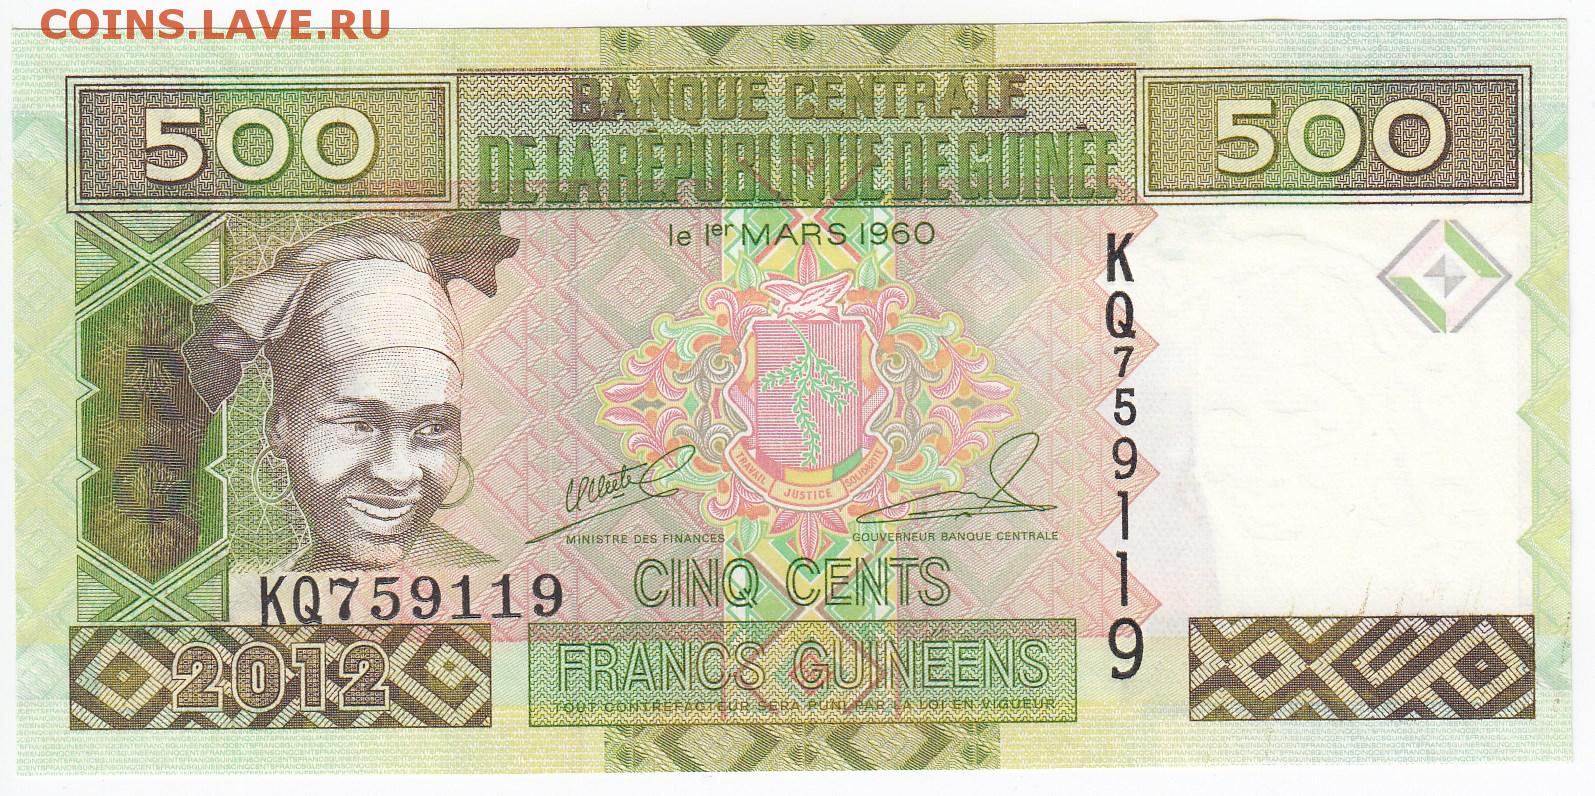 COINS.LAVE.RU
BANQUE CENTRALE
DE LA RÉPUBLIQUE DE GUINÉE
500
500
le 1er MARS 1960
KQ759119
RG
TRAVAIL JUSTICE SOLIDARITÉ
MINISTRE DES FINANCES
GOUVERNEUR BANQUE CENTRALE
CINQ CENTS
KQ759119
2012
FRANCS GUINÉENS
TOUT CONTREFACTEUR SERA PUNI PAR LA LOI EN VIGUEUR